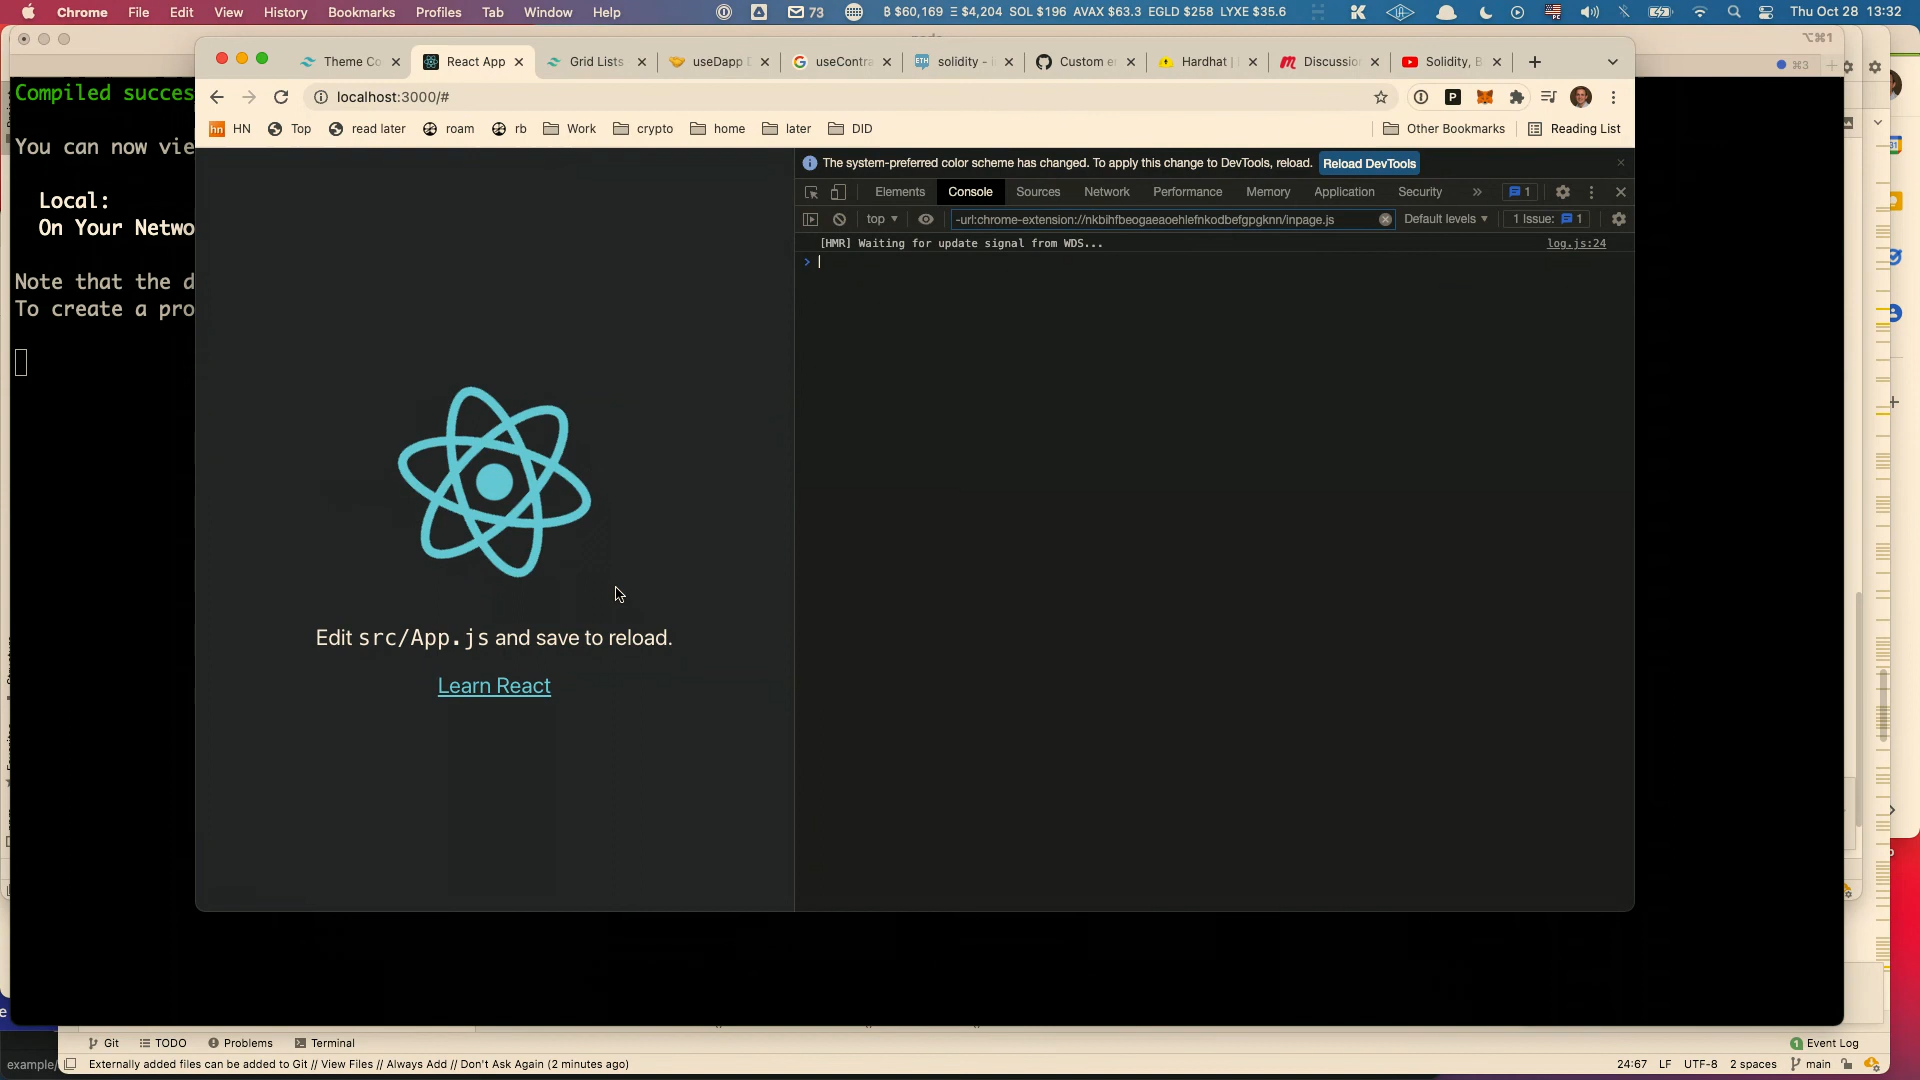 Chrome File Edit View History Bookmarks Profiles Tab Window Help 73 ₿ $60,169 Ξ $4,204 SOL $196 AVAX $63.3 EGLD $258 LYXE $35.6 Thu Oct 28 13:32
⌥⌘1
Theme Co React App Grid Lists useDapp useContra solidity - Custom e Hardhat | Discussion Solidity, B
⌘3
localhost:3000/#
HN Top read later roam rb Work crypto home later DID Other Bookmarks Reading List
Compiled succes
You can now vie
Local:
On Your Netwo
Note that the d
To create a pro
Edit src/App.js and save to reload.
Learn React
The system-preferred color scheme has changed. To apply this change to DevTools, reload. Reload DevTools
Elements Console Sources Network Performance Memory Application Security » 1
top -url:chrome-extension://nkbihfbeogaeaoehlefnkodbefgpgknn/inpage.js Default levels 1 Issue: 1
[HMR] Waiting for update signal from WDS... log.js:24
>
Git TODO Problems Terminal 1 Event Log
example/ Externally added files can be added to Git // View Files // Always Add // Don't Ask Again (2 minutes ago) 24:67 LF UTF-8 2 spaces main